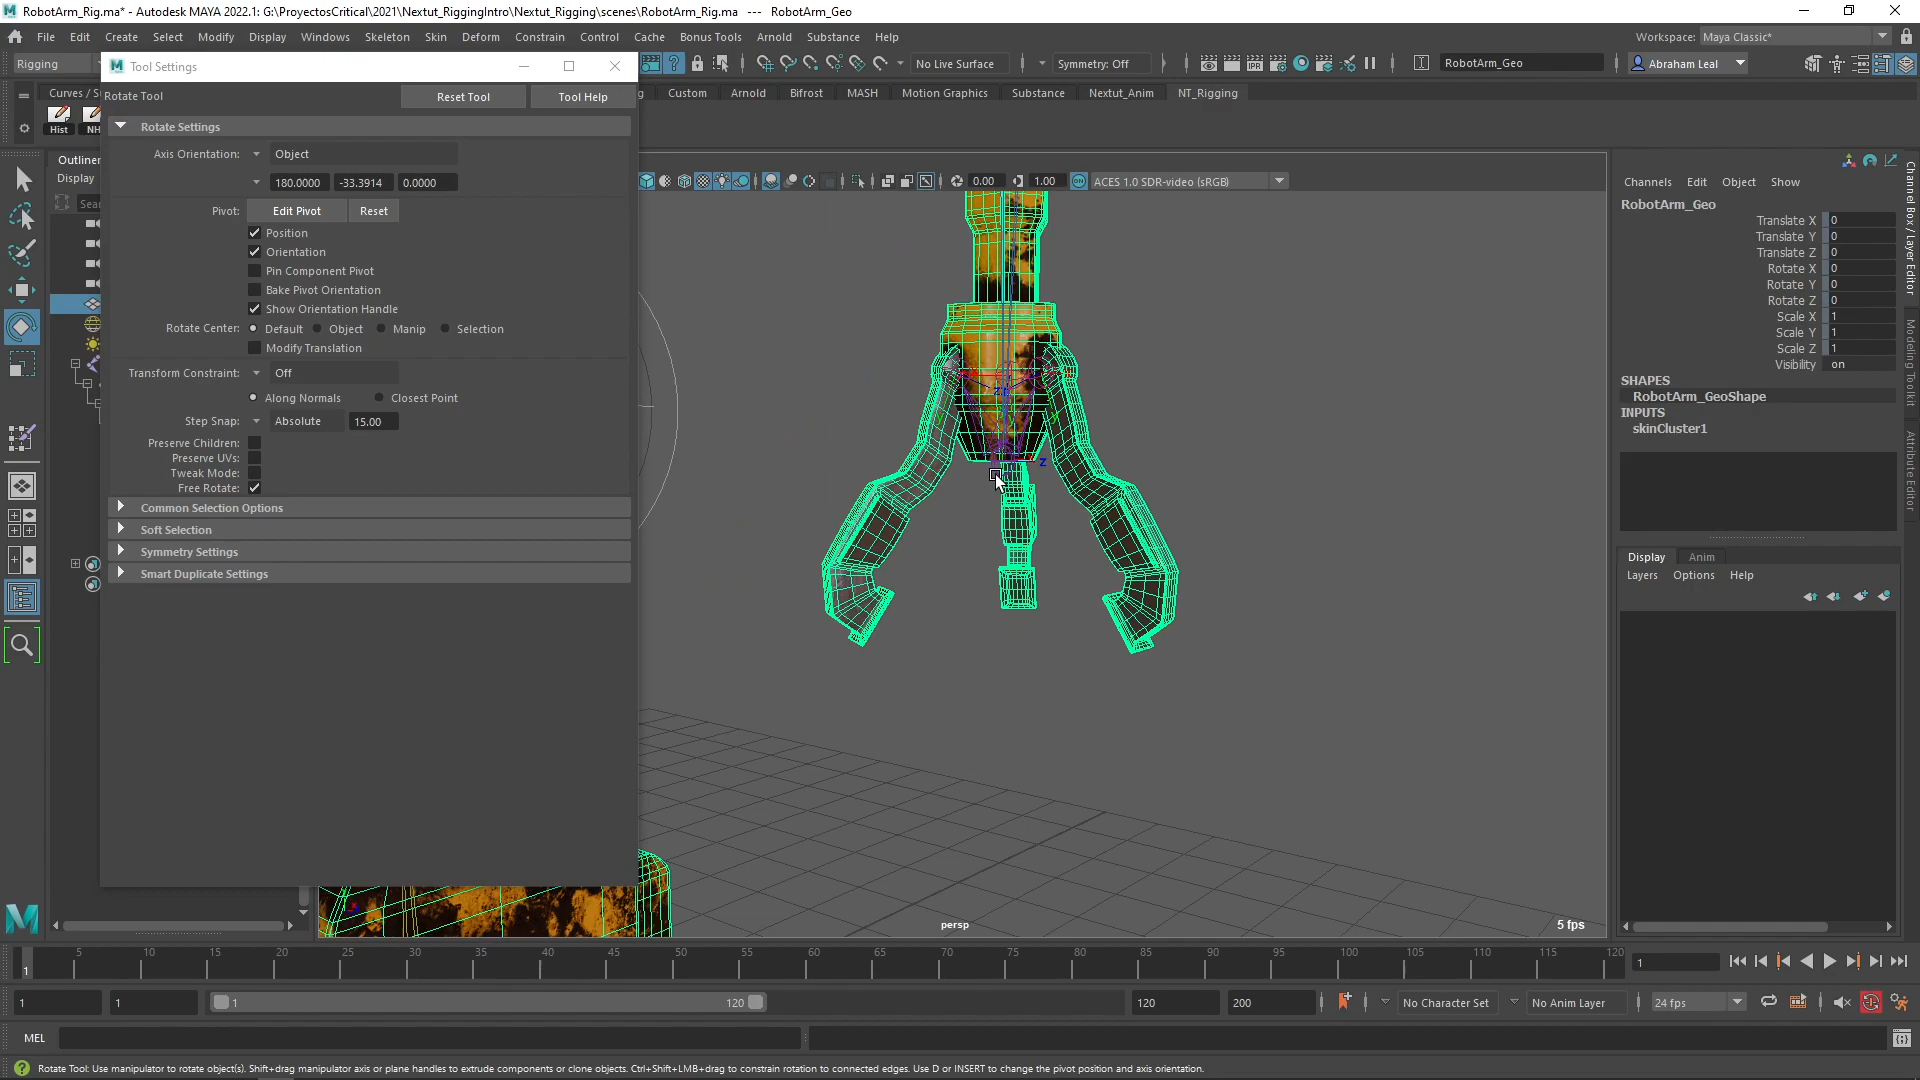 RobotArm_Rig.ma* - Autodesk MAYA 2022.1: G:\ProyectosCritical\2021\Nextut_RiggingIntro\Nextut_Rigging\scenes\RobotArm_Rig.ma --- RobotArm_Geo
File Edit Create Select Modify Display Windows Skeleton Skin Deform Constrain Control Cache Bonus Tools Arnold Substance Help
Workspace: Maya Classic*
Rigging
No Live Surface
Symmetry: Off
RobotArm_Geo
Abraham Leal
Tool Settings
Curves / S
Custom Arnold Bifrost MASH Motion Graphics Substance Nextut_Anim NT_Rigging
Hist
NH
Rotate Tool
Reset Tool
Tool Help
Rotate Settings
Axis Orientation: Object
180.0000 -33.3914 0.0000
Pivot: Edit Pivot Reset
Position
Orientation
Pin Component Pivot
Bake Pivot Orientation
Show Orientation Handle
Rotate Center: Default Object Manip Selection
Modify Translation
Transform Constraint: Off
Along Normals Closest Point
Step Snap: Absolute 15.00
Preserve Children:
Preserve UVs:
Tweak Mode:
Free Rotate:
Common Selection Options
Soft Selection
Symmetry Settings
Smart Duplicate Settings
Outliner
Display
Sea
0.00
1.00
ACES 1.0 SDR-video (sRGB)
z
persp
5 fps
Channels Edit Object Show
RobotArm_Geo
Translate X 0
Translate Y 0
Translate Z 0
Rotate X 0
Rotate Y 0
Rotate Z 0
Scale X 1
Scale Y 1
Scale Z 1
Visibility on
SHAPES
RobotArm_GeoShape
INPUTS
skinCluster1
Display Anim
Layers Options Help
Channel Box / Layer Editor
Modeling Toolkit
Attribute Editor
5 10 15 20 25 30 35 40 45 50 55 60 65 70 75 80 85 90 95 100 105 110 115 120
1
1
1
1
1
120
120
200
No Character Set
No Anim Layer
24 fps
MEL
Rotate Tool: Use manipulator to rotate object(s). Shift+drag manipulator axis or plane handles to extrude components or clone objects. Ctrl+Shift+LMB+drag to constrain rotation to connected edges. Use D or INSERT to change the pivot position and axis orientation.